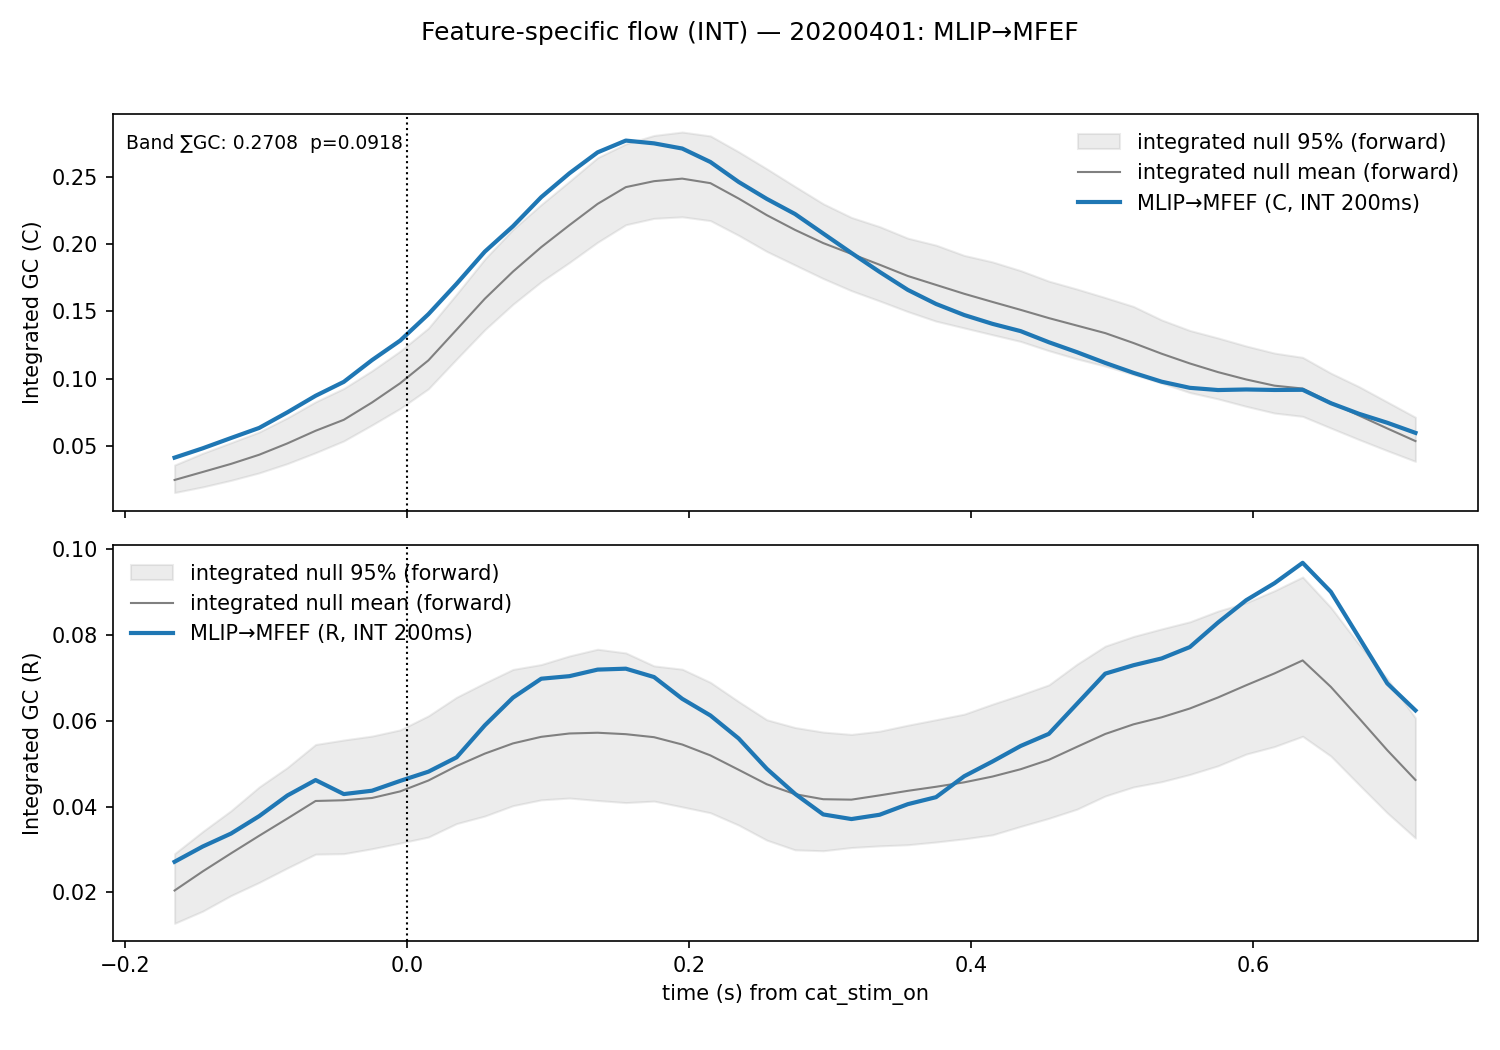 Feature-specific flow (INT) — 20200401: MLIP→MFEF
Band ∑GC: 0.2708  p=0.0918
integrated null 95% (forward)
integrated null mean (forward)
MLIP→MFEF (C, INT 200ms)
Integrated GC (C)
0.25
0.20
0.15
0.10
0.05
integrated null 95% (forward)
integrated null mean (forward)
MLIP→MFEF (R, INT 200ms)
Integrated GC (R)
0.10
0.08
0.06
0.04
0.02
−0.2
0.0
0.2
0.4
0.6
time (s) from cat_stim_on